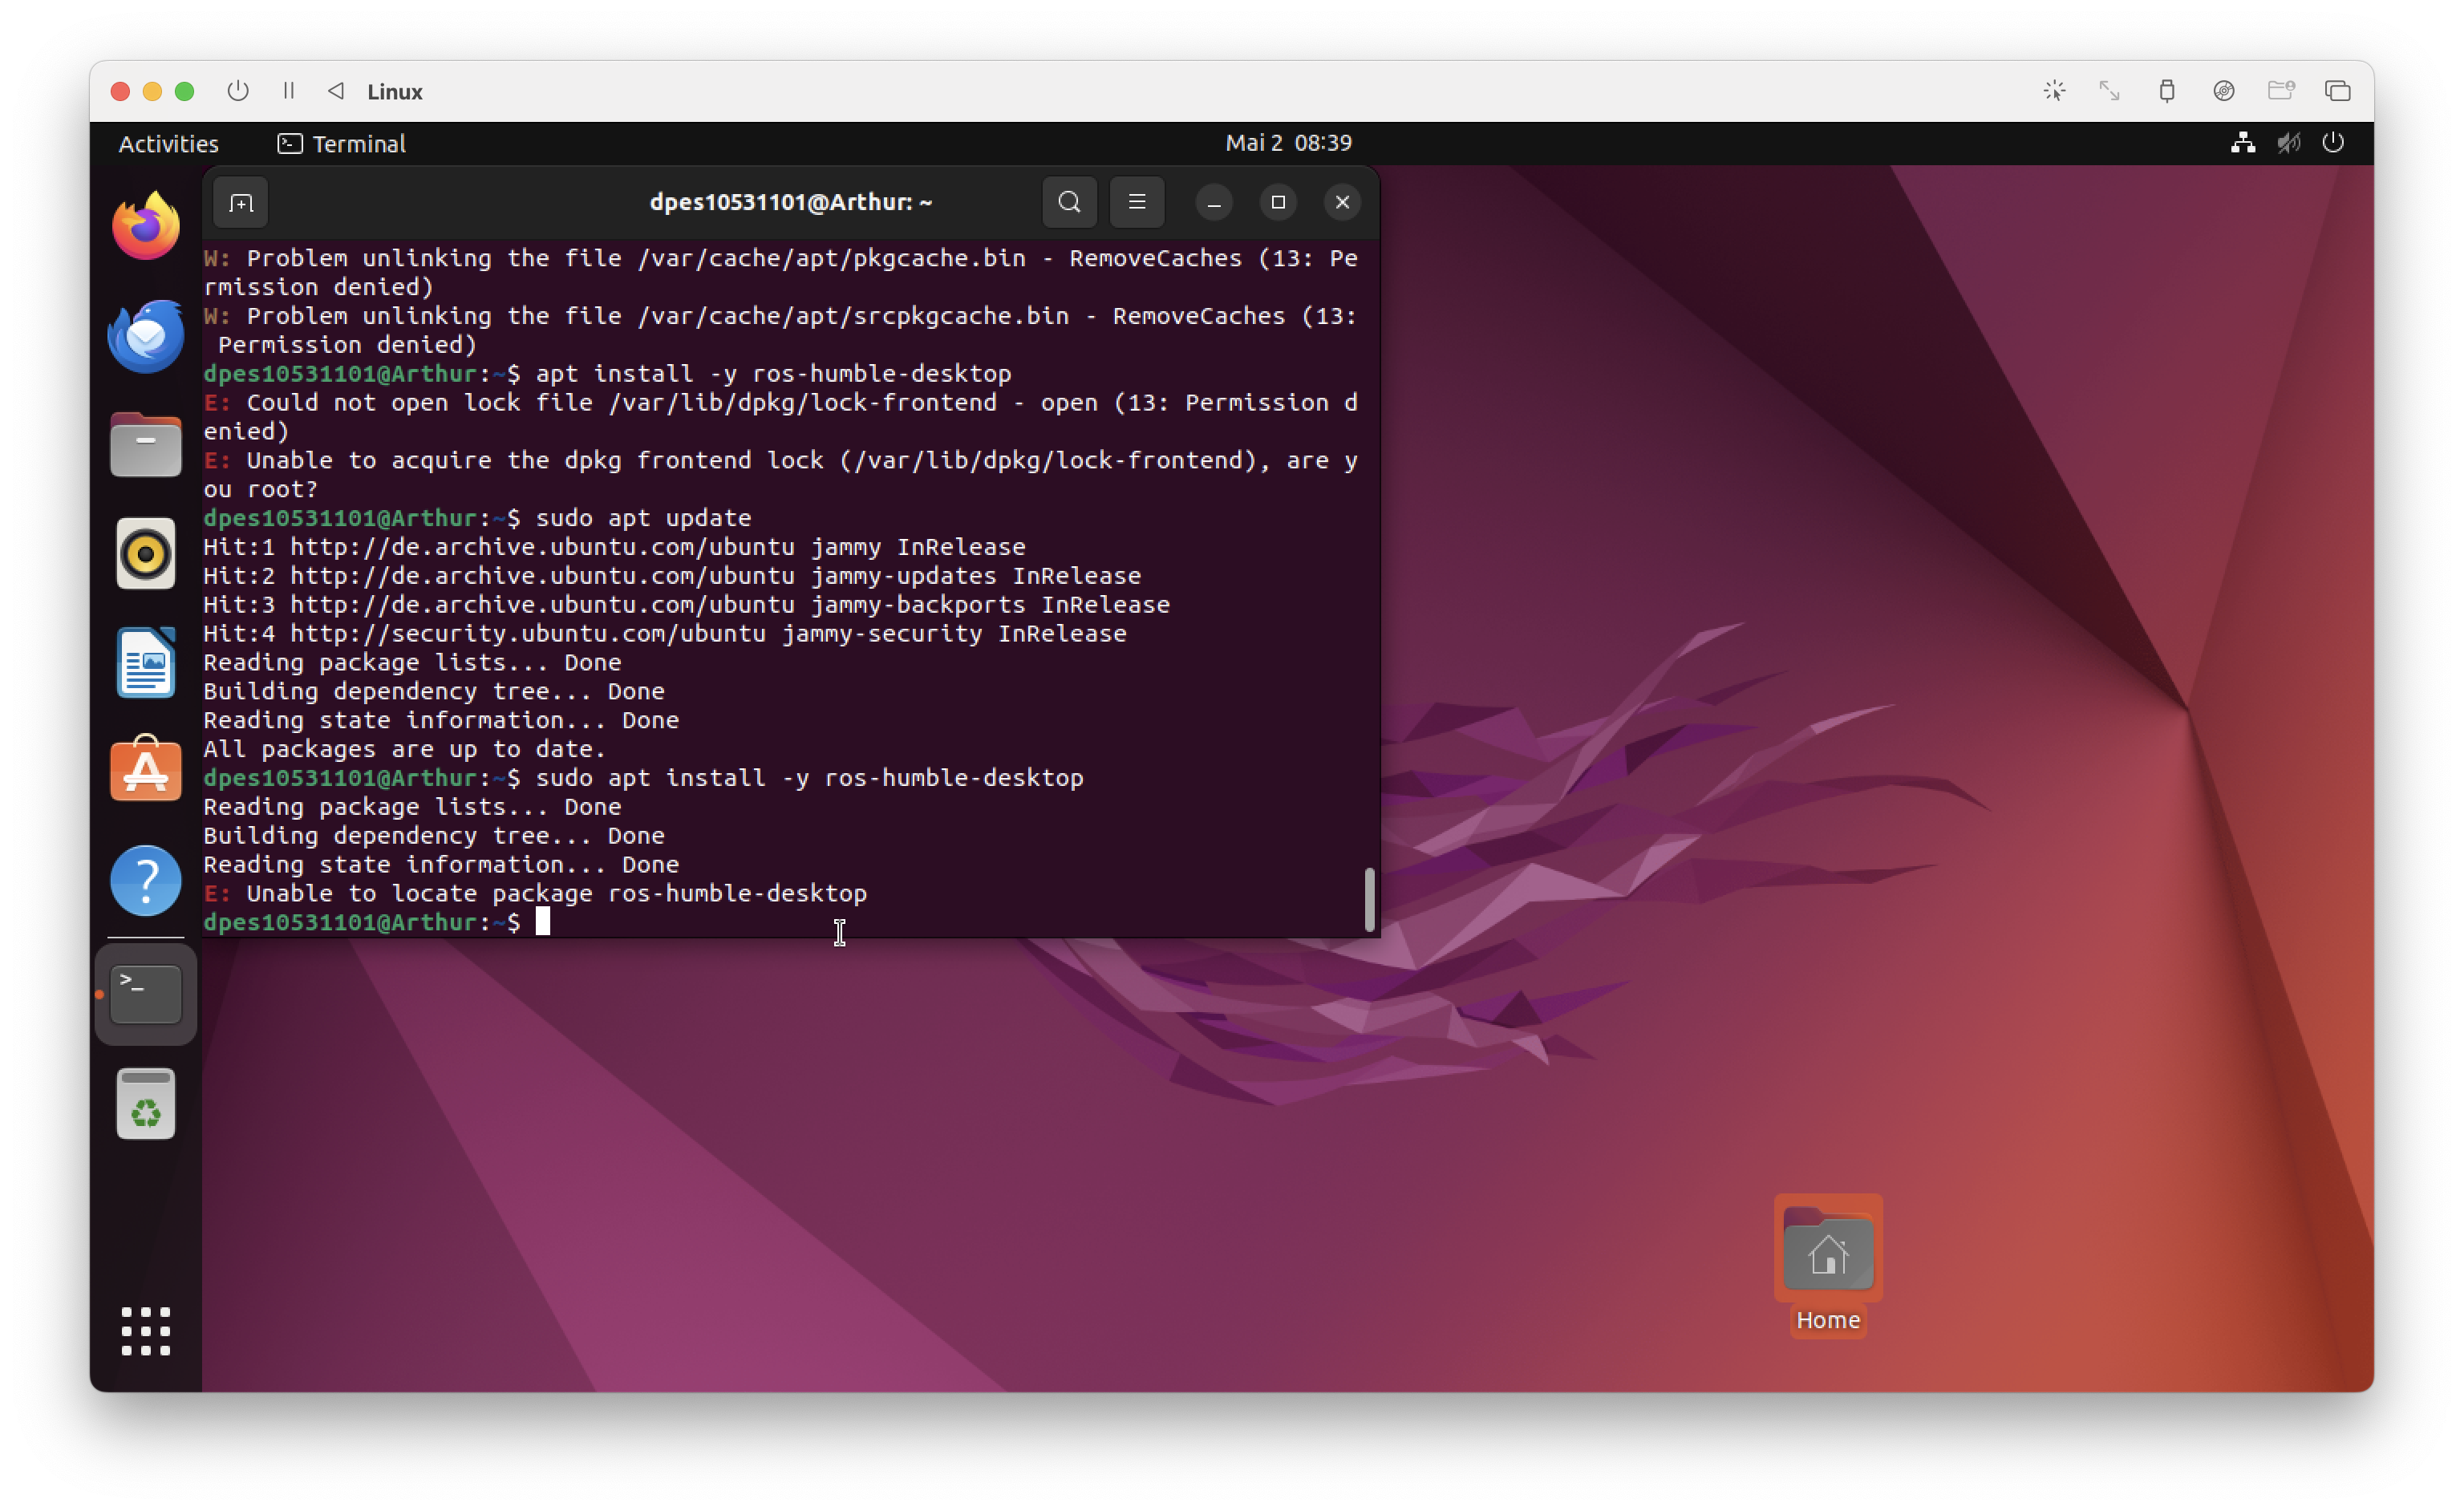 Linux
Activities
Terminal
Mai 2 08:39
dpes10531101@Arthur: ~
W: Problem unlinking the file /var/cache/apt/pkgcache.bin - RemoveCaches (13: Pe
rmission denied)
W: Problem unlinking the file /var/cache/apt/srcpkgcache.bin - RemoveCaches (13:
 Permission denied)
dpes10531101@Arthur:~$ apt install -y ros-humble-desktop
E: Could not open lock file /var/lib/dpkg/lock-frontend - open (13: Permission d
enied)
E: Unable to acquire the dpkg frontend lock (/var/lib/dpkg/lock-frontend), are y
ou root?
dpes10531101@Arthur:~$ sudo apt update
Hit:1 http://de.archive.ubuntu.com/ubuntu jammy InRelease
Hit:2 http://de.archive.ubuntu.com/ubuntu jammy-updates InRelease
Hit:3 http://de.archive.ubuntu.com/ubuntu jammy-backports InRelease
Hit:4 http://security.ubuntu.com/ubuntu jammy-security InRelease
Reading package lists... Done
Building dependency tree... Done
Reading state information... Done
All packages are up to date.
dpes10531101@Arthur:~$ sudo apt install -y ros-humble-desktop
Reading package lists... Done
Building dependency tree... Done
Reading state information... Done
E: Unable to locate package ros-humble-desktop
dpes10531101@Arthur:~$
Home